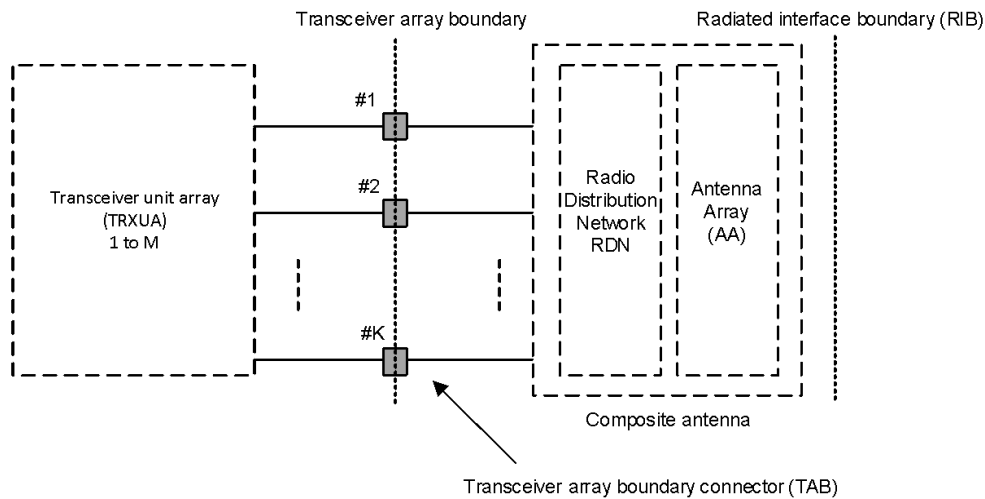 Transceiver array boundary
Radiated interface boundary (RIB)
#1
#2
#K
Transceiver unit array
(TRXUA)
1 to M
Radio
Distribution
Network
RDN
Antenna
Array
(AA)
Composite antenna
Transceiver array boundary connector (TAB)